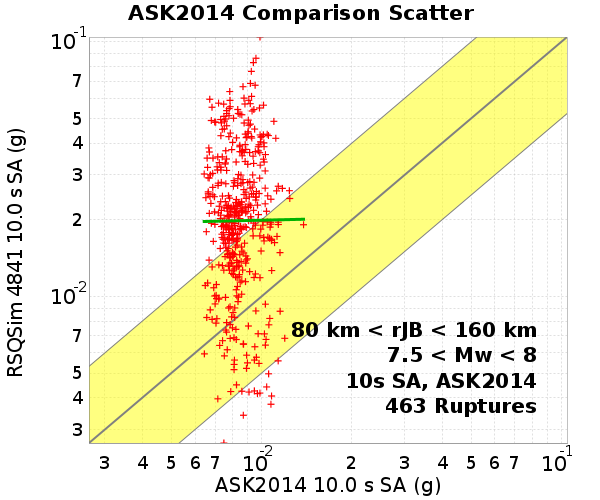 ASK2014 Comparison Scatter
10-1
7
5
4
3
2
10-2
7
5
4
3
RSQSim 4841 10.0 s SA (g)
80 km < rJB < 160 km
7.5 < Mw < 8
10s SA, ASK2014
463 Ruptures
3 4 5 6 7 10-2 2 3 4 5 6 7 10-1
ASK2014 10.0 s SA (g)